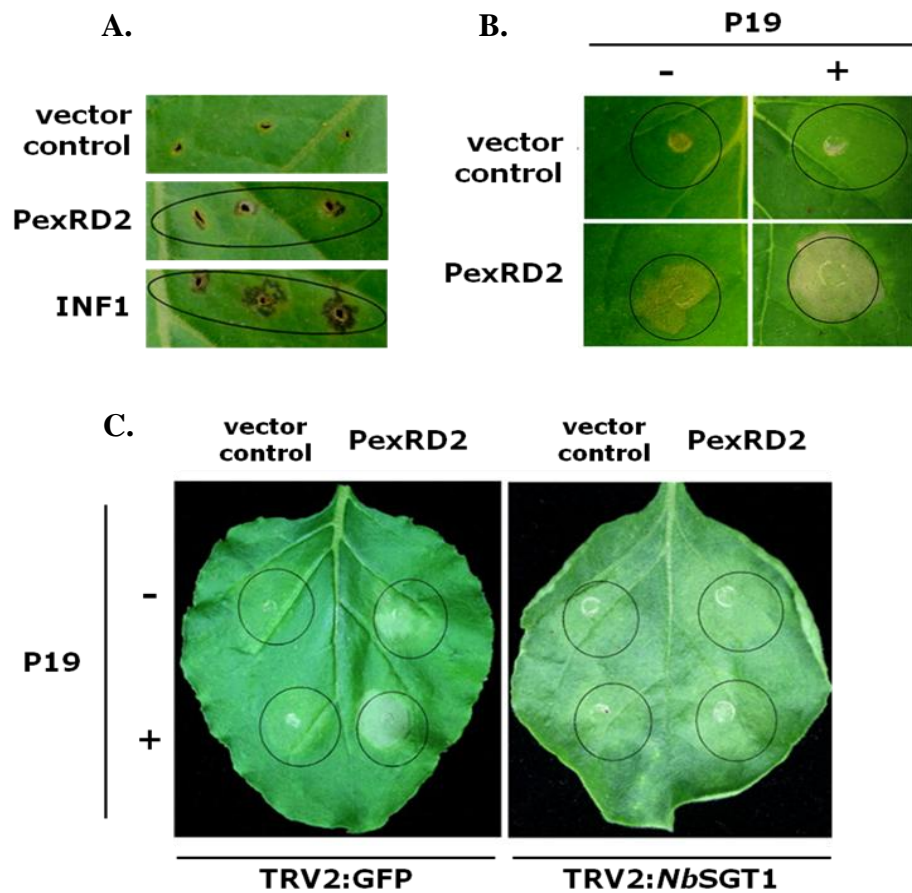 A.
vector
control
PexRD2
INF1
B.
P19
- +
vector
control
PexRD2
C.
vector
control
PexRD2
vector
control
PexRD2
P19
-
+
TRV2:GFP
TRV2:NbSGT1